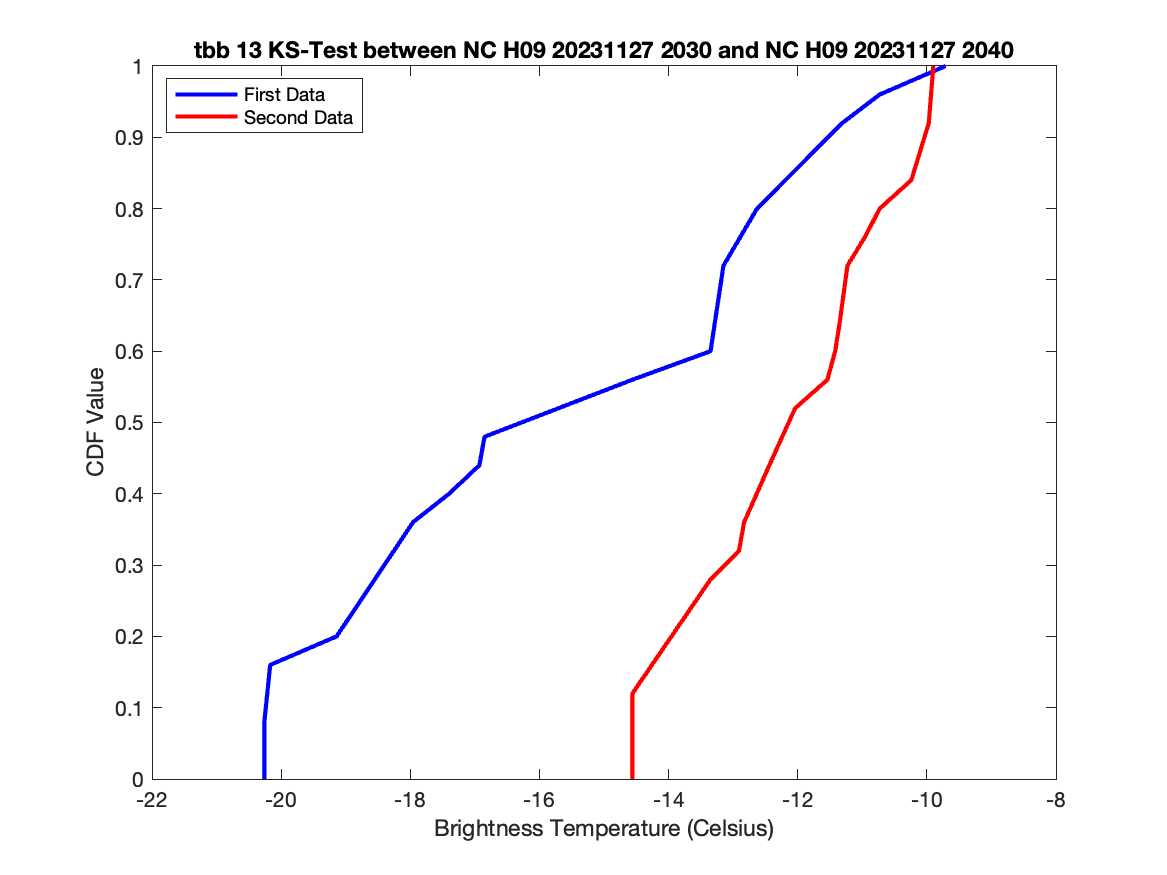 tbb 13 KS-Test between NC H09 20231127 2030 and NC H09 20231127 2040
First Data
Second Data
1
0.9
0.8
0.7
0.6
0.5
0.4
0.3
0.2
0.1
0
CDF Value
-22 -20 -18 -16 -14 -12 -10 -8
Brightness Temperature (Celsius)